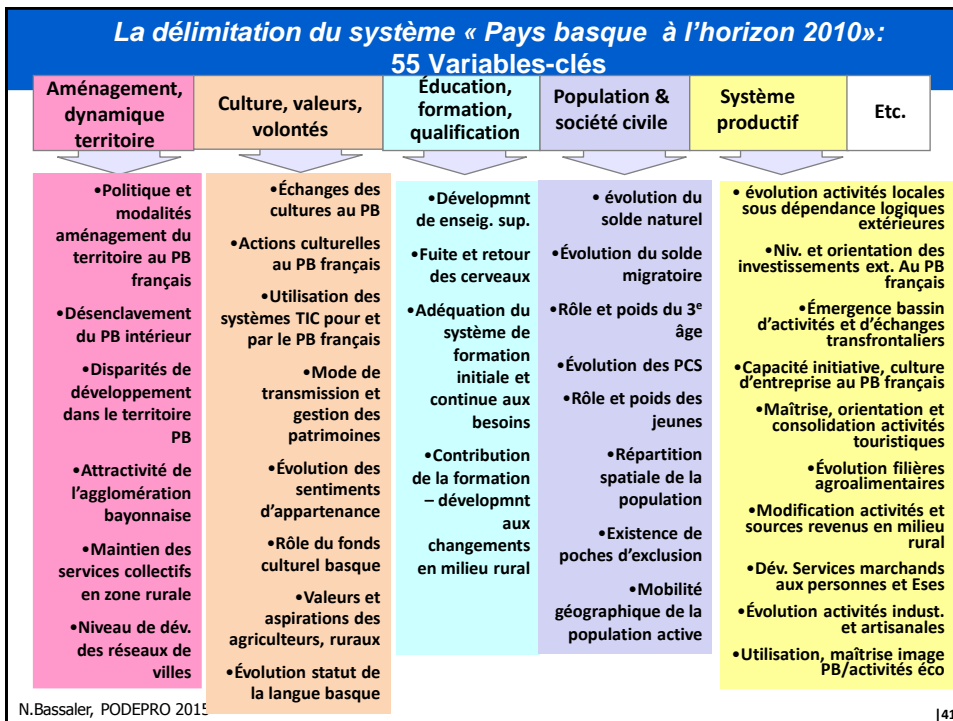 La délimitation du système « Pays basque à l’horizon 2010»:
55 Variables-clés
Aménagement,
dynamique
territoire
Culture, valeurs,
volontés
Éducation,
formation,
qualification
Population &
société civile
Système
productif
Etc.
•Politique et
modalités
aménagement du
territoire au PB
français
•Désenclavement
du PB intérieur
•Disparités de
développement
dans le territoire
PB
•Attractivité de
l’agglomération
bayonnaise
•Maintien des
services collectifs
en zone rurale
•Niveau de dév.
des réseaux de
villes
•Échanges des
cultures au PB
•Actions culturelles
au PB français
•Utilisation des
systèmes TIC pour et
par le PB français
•Mode de
transmission et
gestion des
patrimoines
•Évolution des
sentiments
d’appartenance
•Rôle du fonds
culturel basque
•Valeurs et
aspirations des
agriculteurs, ruraux
•Évolution statut de
la langue basque
•Dévelopmnt
de enseig. sup.
•Fuite et retour
des cerveaux
•Adéquation du
système de
formation
initiale et
continue aux
besoins
•Contribution
de la formation
– dévelopmnt
aux
changements
en milieu rural
• évolution du
solde naturel
•Évolution du solde
migratoire
•Rôle et poids du 3e
âge
•Évolution des PCS
•Rôle et poids des
jeunes
•Répartition
spatiale de la
population
•Existence de
poches d’exclusion
•Mobilité
géographique de la
population active
• évolution activités locales
sous dépendance logiques
extérieures
•Niv. et orientation des
investissements ext. Au PB
français
•Émergence bassin
d’activités et d’échanges
transfrontaliers
•Capacité initiative, culture
d’entreprise au PB français
•Maîtrise, orientation et
consolidation activités
touristiques
•Évolution filières
agroalimentaires
•Modification activités et
sources revenus en milieu
rural
•Dév. Services marchands
aux personnes et Eses
•Évolution activités indust.
et artisanales
•Utilisation, maîtrise image
PB/activités éco
N.Bassaler, PODEPRO 2015
|41